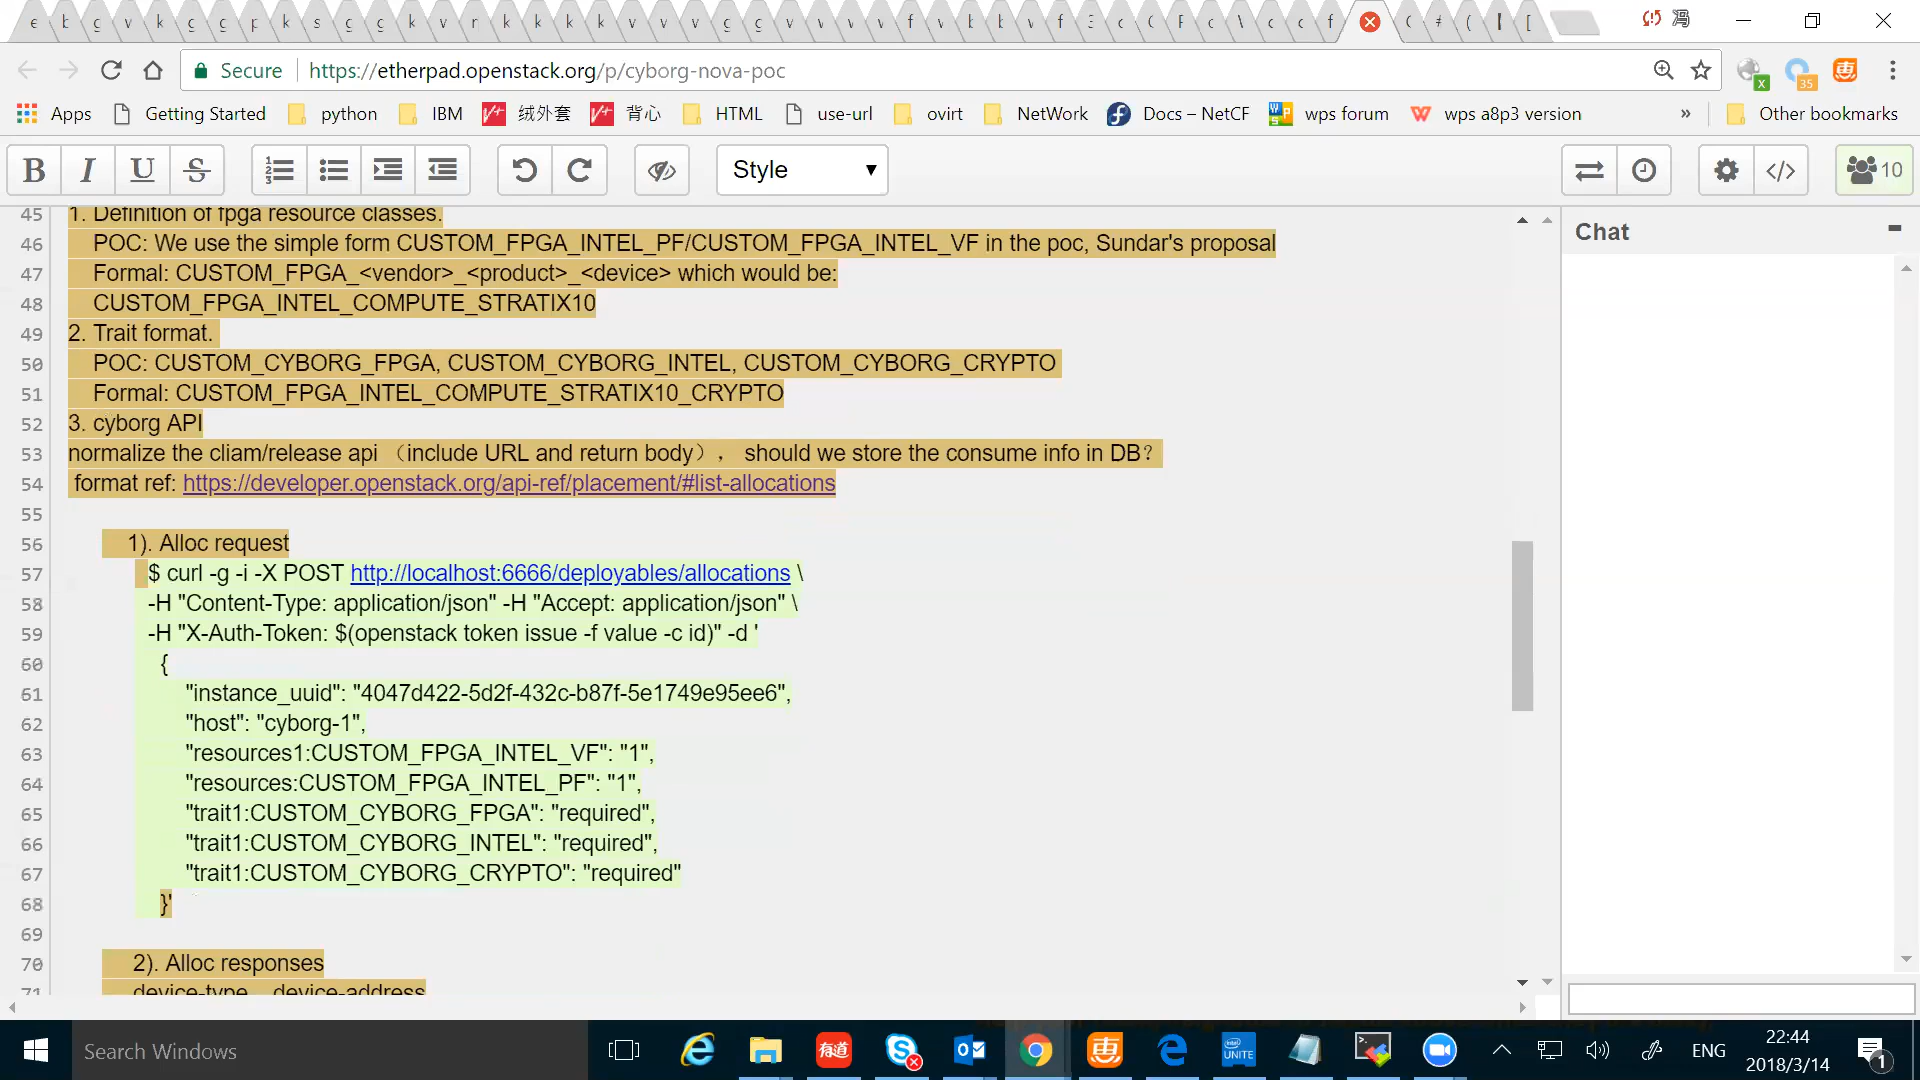 Secure
https://etherpad.openstack.org/p/cyborg-nova-poc
Apps Getting Started python IBM 绒外套 背心 HTML use-url ovirt NetWork Docs – NetCF wps forum wps a8p3 version » Other bookmarks
B I U S Style 10
45 1. Definition of fpga resource classes.
46 POC: We use the simple form CUSTOM_FPGA_INTEL_PF/CUSTOM_FPGA_INTEL_VF in the poc, Sundar's proposal
47 Formal: CUSTOM_FPGA_<vendor>_<product>_<device> which would be:
48 CUSTOM_FPGA_INTEL_COMPUTE_STRATIX10
49 2. Trait format.
50 POC: CUSTOM_CYBORG_FPGA, CUSTOM_CYBORG_INTEL, CUSTOM_CYBORG_CRYPTO
51 Formal: CUSTOM_FPGA_INTEL_COMPUTE_STRATIX10_CRYPTO
52 3. cyborg API
53 normalize the cliam/release api （include URL and return body）， should we store the consume info in DB？
54 format ref: https://developer.openstack.org/api-ref/placement/#list-allocations
55
56 1). Alloc request
57 $ curl -g -i -X POST http://localhost:6666/deployables/allocations \
58 -H "Content-Type: application/json" -H "Accept: application/json" \
59 -H "X-Auth-Token: $(openstack token issue -f value -c id)" -d '
60 {
61 "instance_uuid": "4047d422-5d2f-432c-b87f-5e1749e95ee6",
62 "host": "cyborg-1",
63 "resources1:CUSTOM_FPGA_INTEL_VF": "1",
64 "resources:CUSTOM_FPGA_INTEL_PF": "1",
65 "trait1:CUSTOM_CYBORG_FPGA": "required",
66 "trait1:CUSTOM_CYBORG_INTEL": "required",
67 "trait1:CUSTOM_CYBORG_CRYPTO": "required"
68 }'
69
70 2). Alloc responses
71 device-type device-address
Chat
Search Windows
ENG
22:44
2018/3/14
1